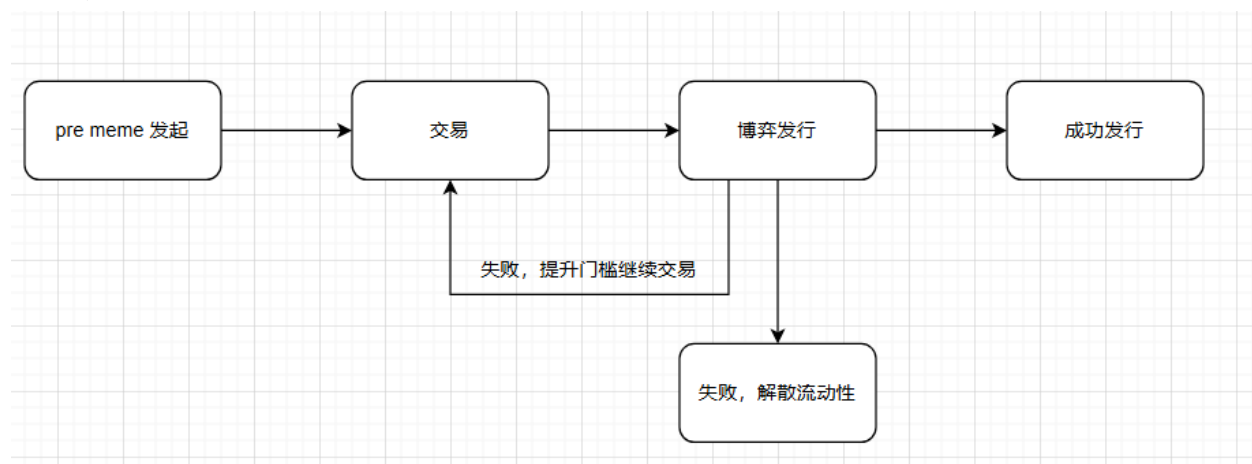 pre meme 发起
交易
博弈发行
成功发行
失败，提升门槛继续交易
失败，解散流动性